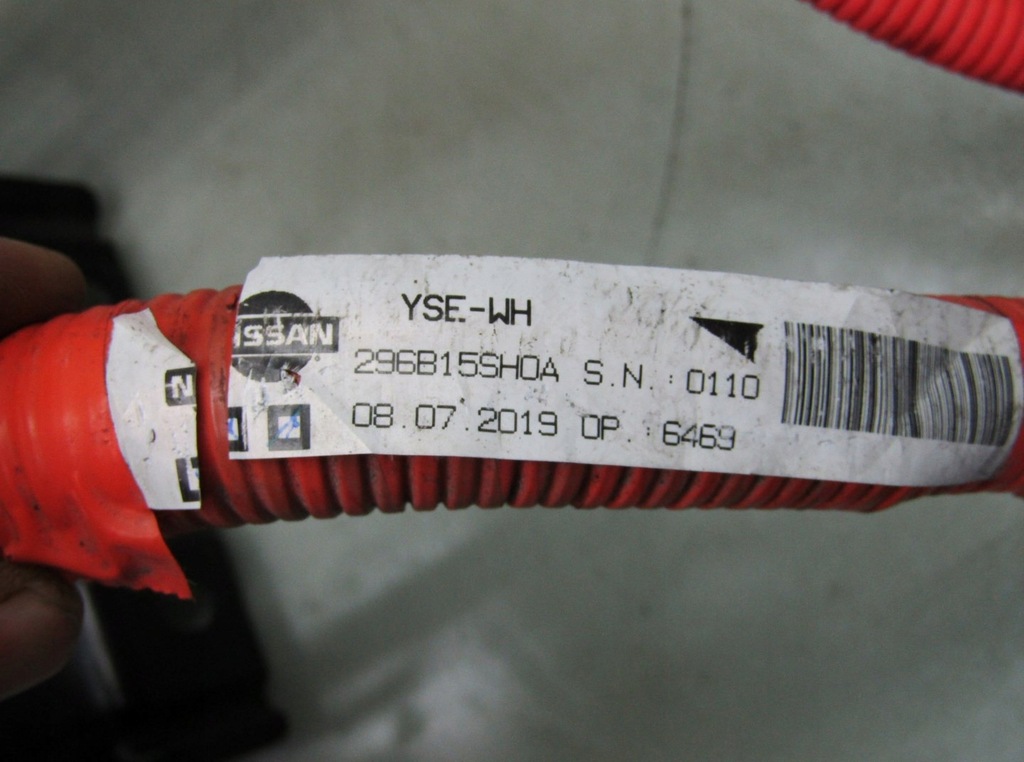 YSE-WH
NISSAN
296B15SH0A S.N.: 0110
08.07.2019 OP.: 6469
N